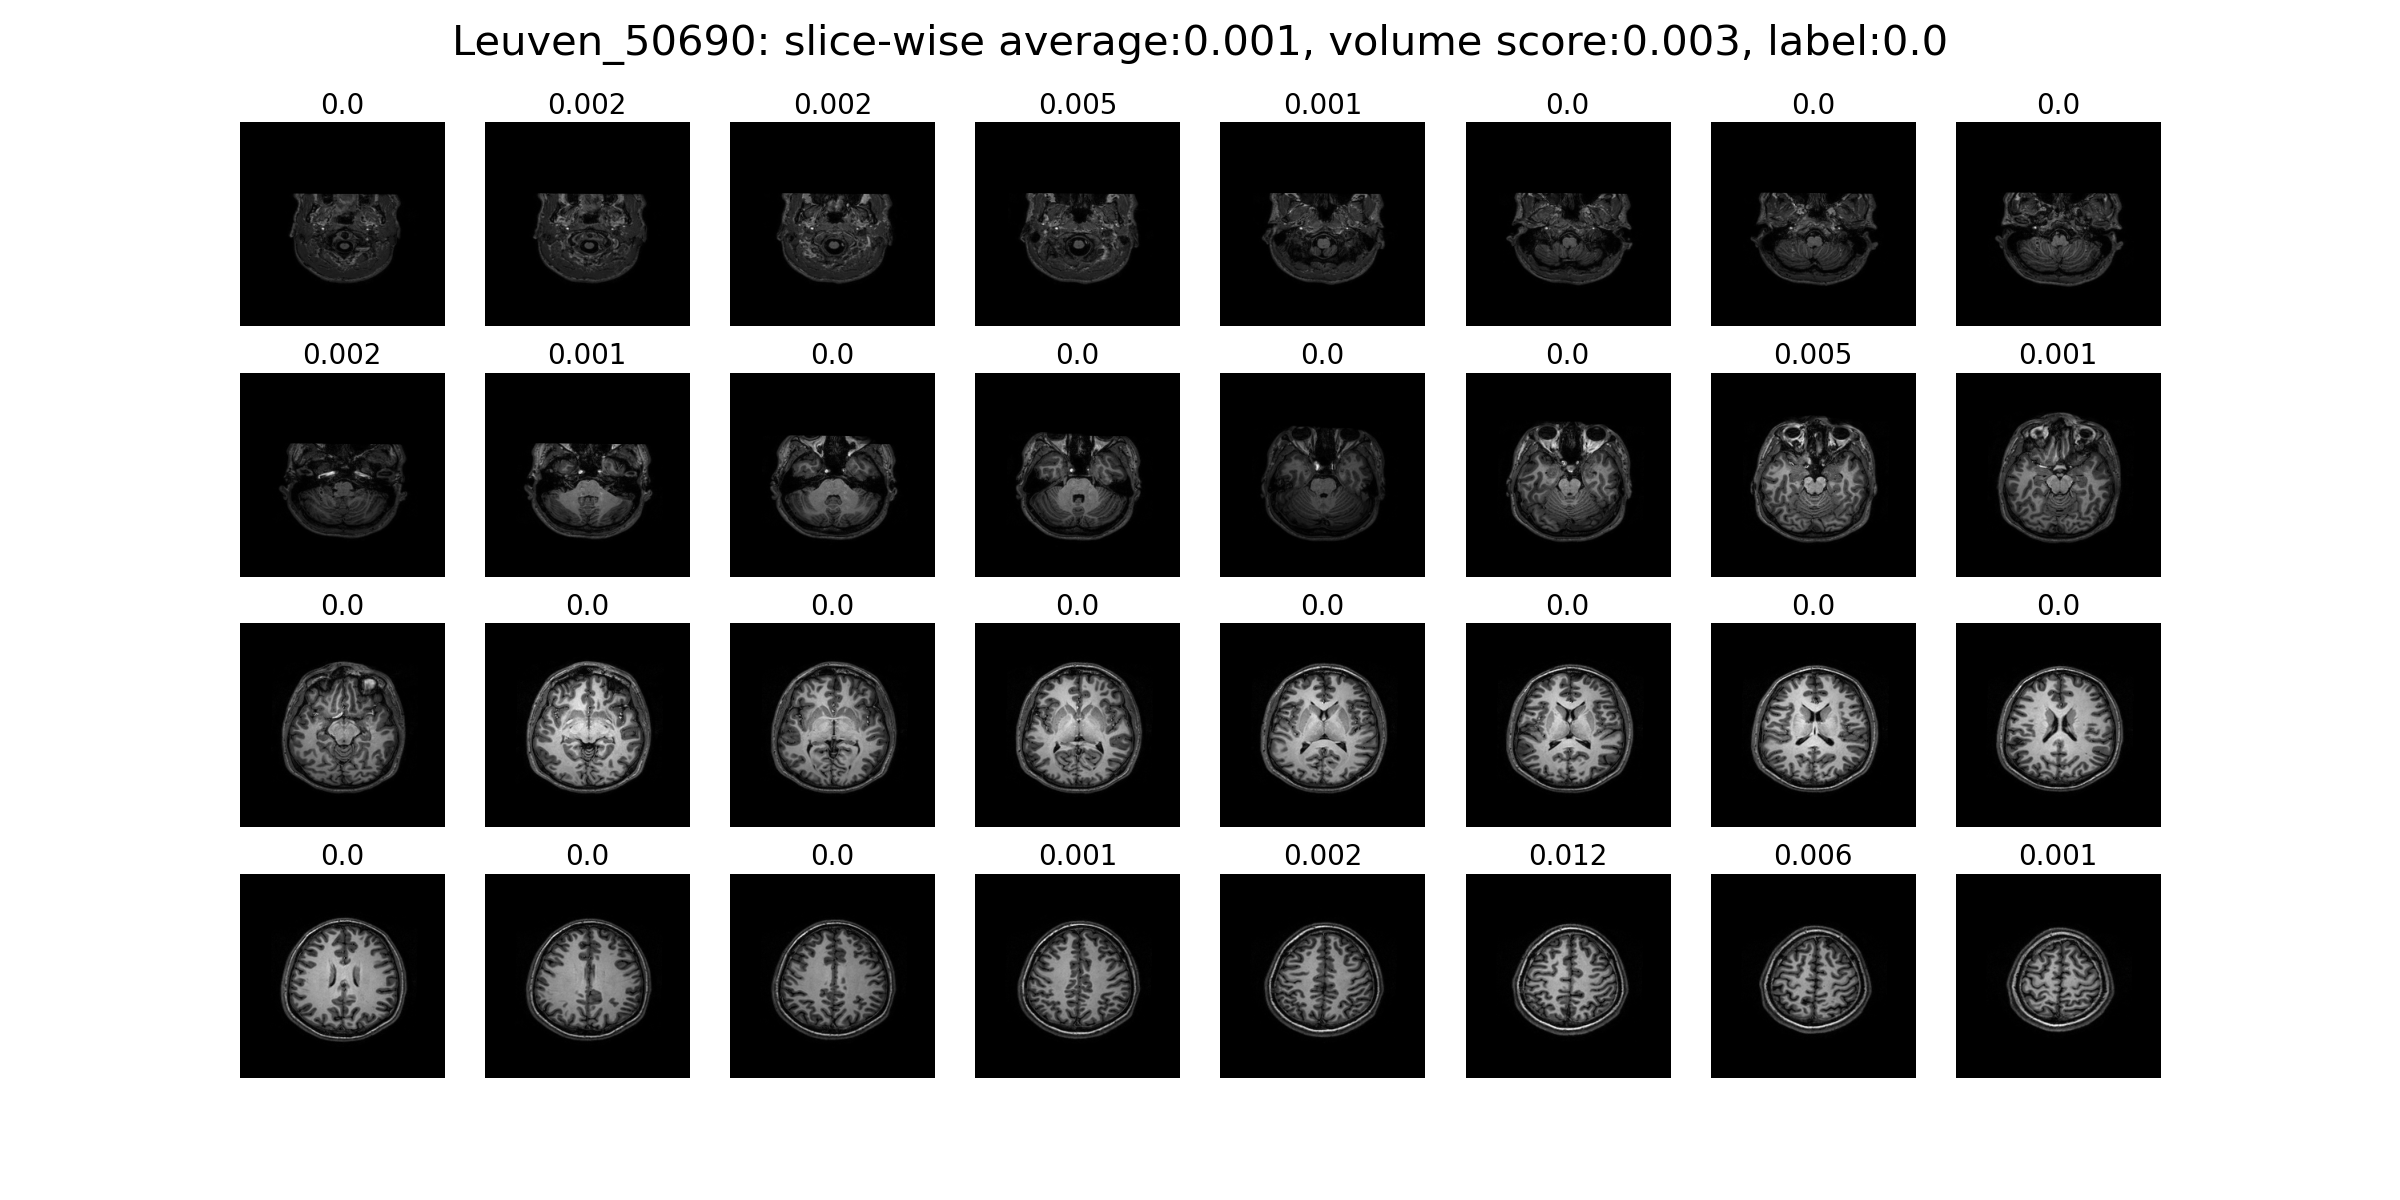 Leuven_50690: slice-wise average:0.001, volume score:0.003, label:0.0
0.0 0.002 0.002 0.005 0.001 0.0 0.0 0.0
0.002 0.001 0.0 0.0 0.0 0.0 0.005 0.001
0.0 0.0 0.0 0.0 0.0 0.0 0.0 0.0
0.0 0.0 0.0 0.001 0.002 0.012 0.006 0.001